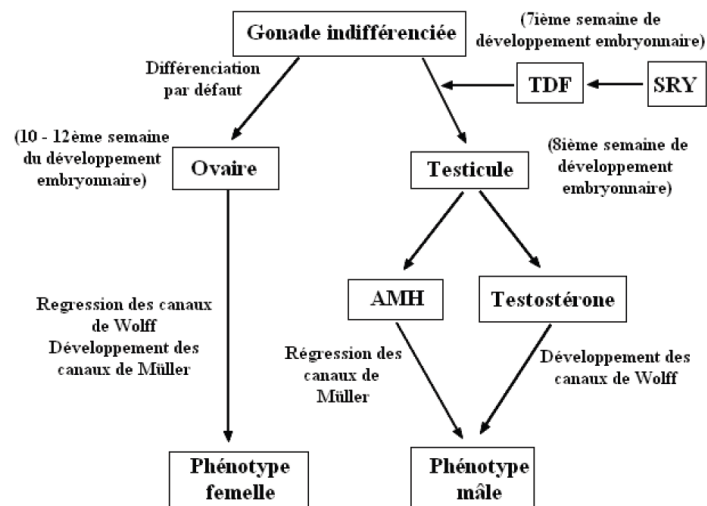 Gonade indifférenciée
(7ième semaine de
développement embryonnaire)
Différenciation
par défaut
TDF
SRY
(10 - 12ème semaine
du développement
embryonnaire)
Ovaire
Testicule
(8ième semaine de
développement
embryonnaire)
AMH
Testostérone
Regression des canaux
de Wolff
Développement des
canaux de Müller
Régression des
canaux de
Müller
Développement des
canaux de Wolff
Phénotype
femelle
Phénotype
mâle